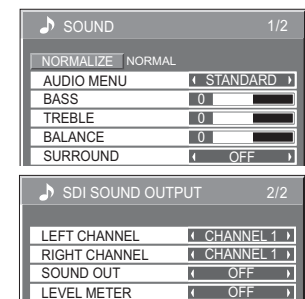 SOUND 1/2
NORMALIZE NORMAL
AUDIO MENU STANDARD
BASS 0
TREBLE 0
BALANCE 0
SURROUND OFF
SDI SOUND OUTPUT 2/2
LEFT CHANNEL CHANNEL 1
RIGHT CHANNEL CHANNEL 1
SOUND OUT OFF
LEVEL METER OFF